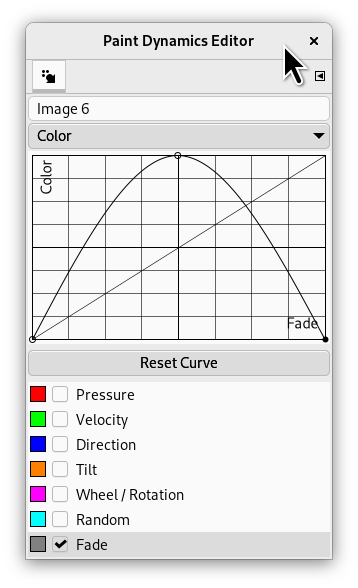 Paint Dynamics Editor
Image 6
Color
Color
Fade
Reset Curve
Pressure
Velocity
Direction
Tilt
Wheel / Rotation
Random
Fade